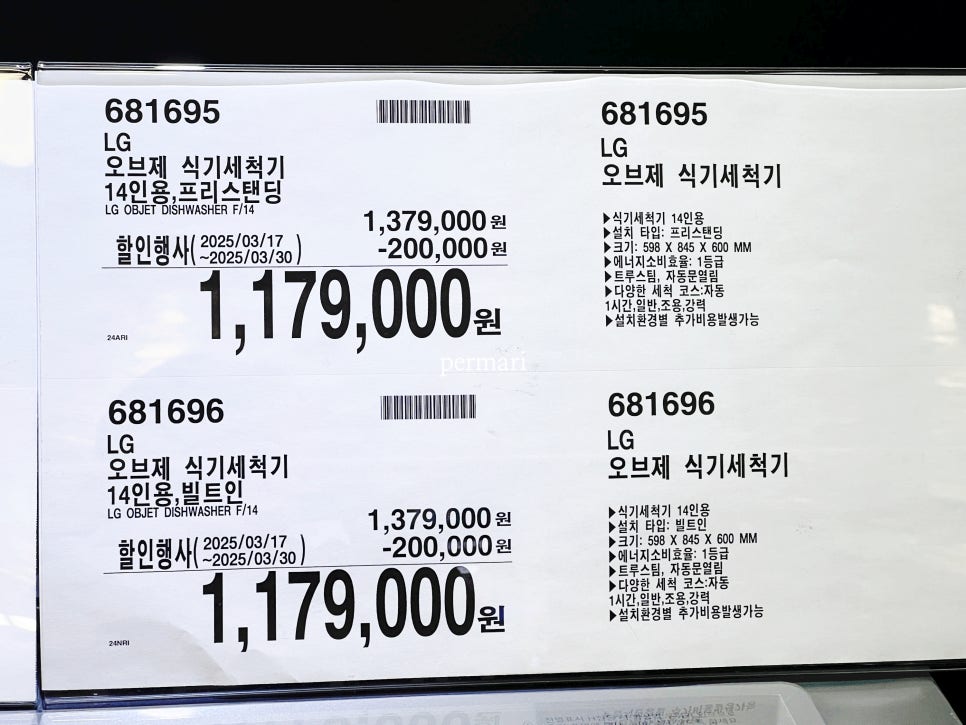 681695
LG
오브제 식기세척기
14인용,프리스탠딩
LG OBJET DISHWASHER F/14
1,379,000원
할인행사( 2025/03/17 ~2025/03/30 ) -200,000원
1,179,000원
24ARI
681695
LG
오브제 식기세척기
▶식기세척기 14인용
▶설치 타입: 프리스탠딩
▶크기: 598 X 845 X 600 MM
▶에너지소비효율: 1등급
▶트루스팀, 자동문열림
▶다양한 세척 코스:자동
1시간,일반,조용,강력
▶설치환경별 추가비용발생가능
permari
681696
LG
오브제 식기세척기
14인용,빌트인
LG OBJET DISHWASHER F/14
1,379,000원
할인행사( 2025/03/17 ~2025/03/30 ) -200,000원
1,179,000원
24NRI
681696
LG
오브제 식기세척기
▶식기세척기 14인용
▶설치 타입: 빌트인
▶크기: 598 X 845 X 600 MM
▶에너지소비효율: 1등급
▶트루스팀, 자동문열림
▶다양한 세척 코스:자동
1시간,일반,조용,강력
▶설치환경별 추가비용발생가능